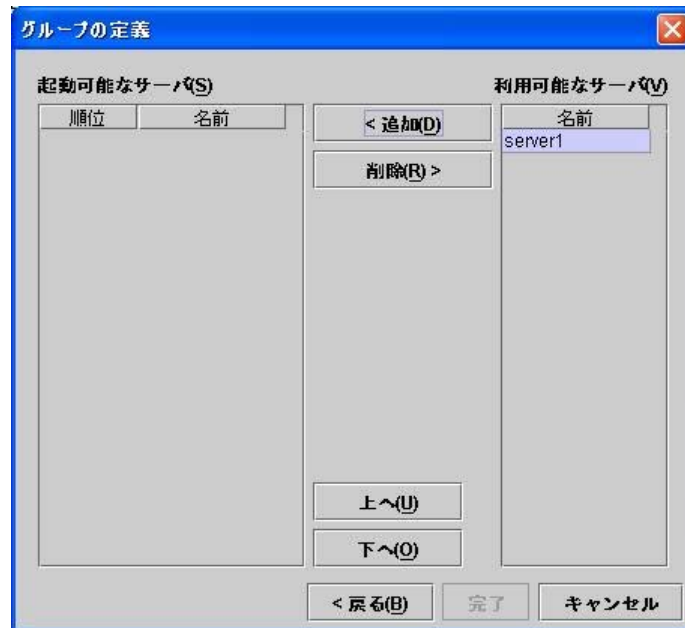 グループの定義
起動可能なサーバ(S)
利用可能なサーバ(V)
順位
名前
< 追加(D)
名前
server1
削除(R) >
上へ(U)
下へ(O)
< 戻る(B)
完了
キャンセル